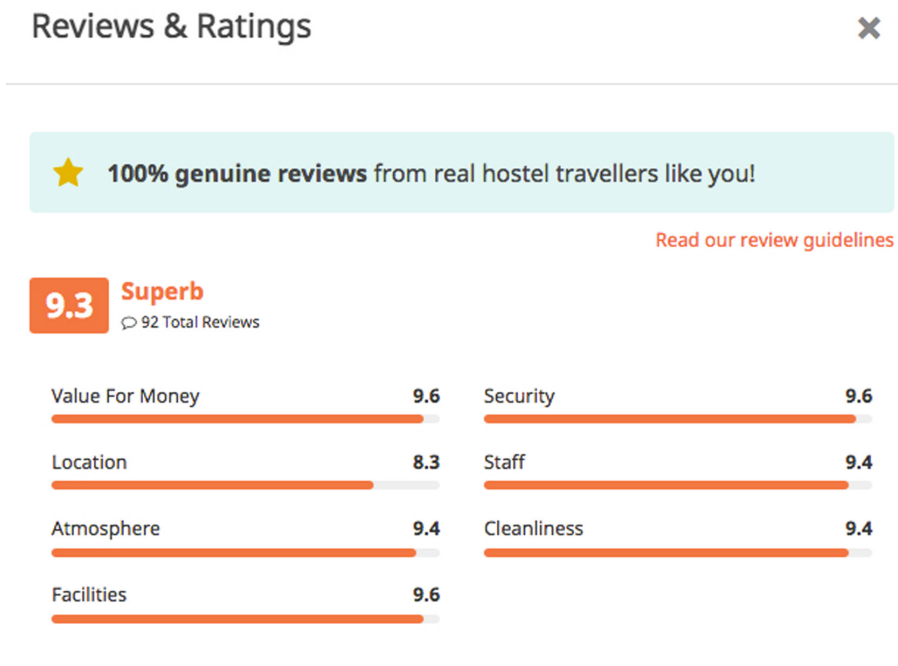 Reviews & Ratings
100% genuine reviews from real hostel travellers like you!
Read our review guidelines
9.3 Superb
92 Total Reviews
Value For Money 9.6
Security 9.6
Location 8.3
Staff 9.4
Atmosphere 9.4
Cleanliness 9.4
Facilities 9.6